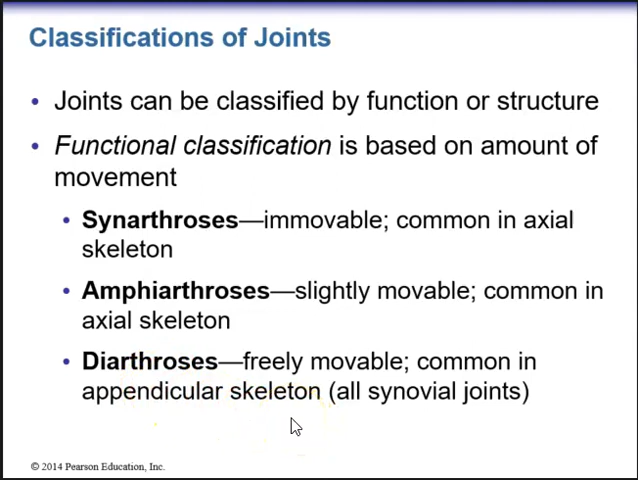 Classifications of Joints
• Joints can be classified by function or structure
• Functional classification is based on amount of
movement
• Synarthroses—immovable; common in axial
skeleton
• Amphiarthroses—slightly movable; common in
axial skeleton
• Diarthroses—freely movable; common in
appendicular skeleton (all synovial joints)
© 2014 Pearson Education, Inc.